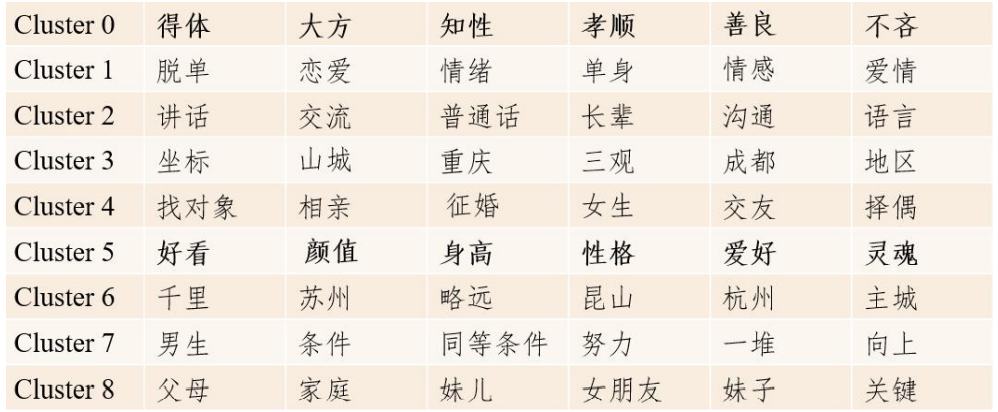 Cluster 0 得体 大方 知性 孝顺 善良 不吝
Cluster 1 脱单 恋爱 情绪 单身 情感 爱情
Cluster 2 讲话 交流 普通话 长辈 沟通 语言
Cluster 3 坐标 山城 重庆 三观 成都 地区
Cluster 4 找对象 相亲 征婚 女生 交友 择偶
Cluster 5 好看 颜值 身高 性格 爱好 灵魂
Cluster 6 千里 苏州 略远 昆山 杭州 主城
Cluster 7 男生 条件 同等条件 努力 一堆 向上
Cluster 8 父母 家庭 妹儿 女朋友 妹子 关键